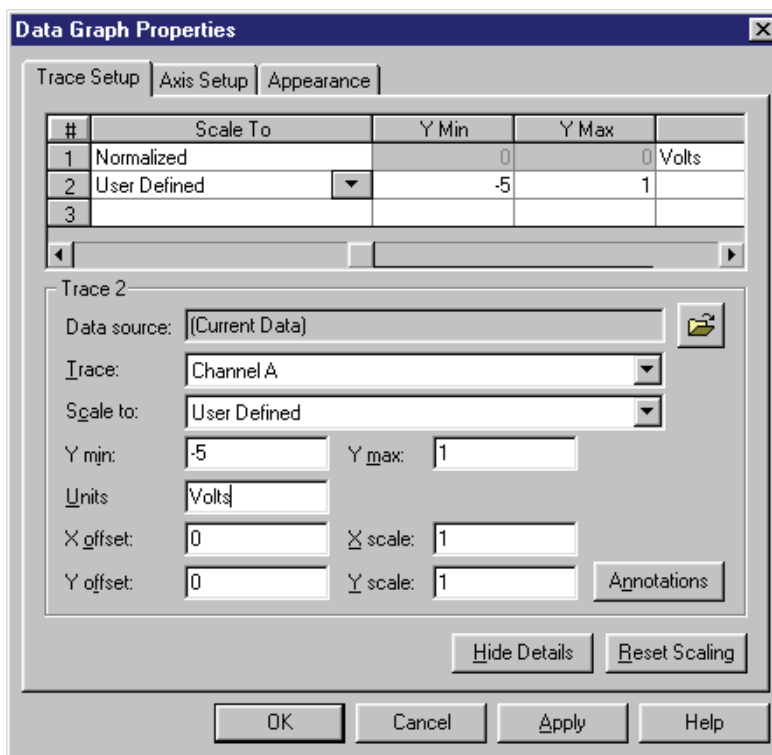 Data Graph Properties
Trace Setup Axis Setup Appearance
# Scale To Y Min Y Max
1 Normalized 0 0 Volts
2 User Defined -5 1
3
Trace 2
Data source: (Current Data)
Trace: Channel A
Scale to: User Defined
Y min: -5 Y max: 1
Units Volts
X offset: 0 X scale: 1
Y offset: 0 Y scale: 1 Annotations
Hide Details Reset Scaling
OK Cancel Apply Help